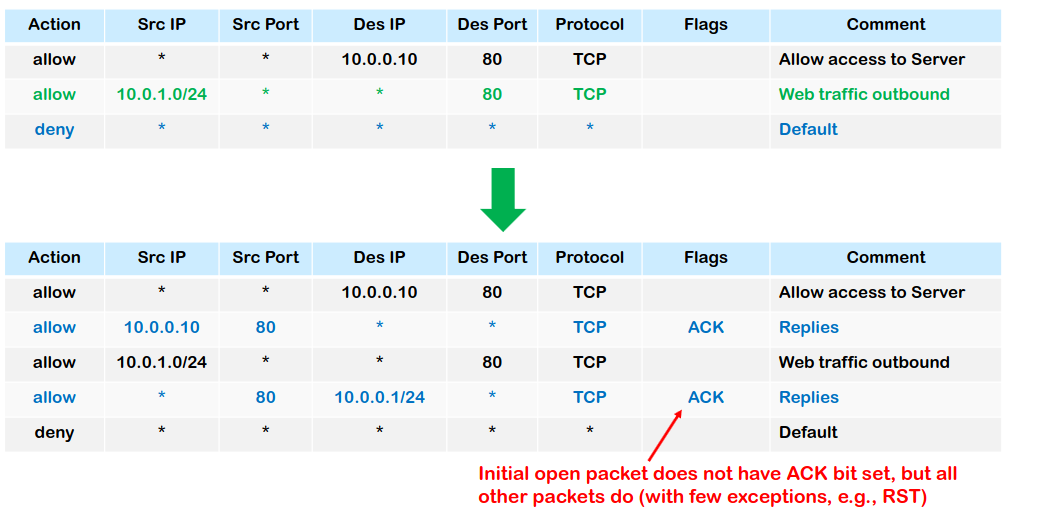 Action Src IP Src Port Des IP Des Port Protocol Flags Comment
allow * * 10.0.0.10 80 TCP Allow access to Server
allow 10.0.1.0/24 * * 80 TCP Web traffic outbound
deny * * * * * Default
Action Src IP Src Port Des IP Des Port Protocol Flags Comment
allow * * 10.0.0.10 80 TCP Allow access to Server
allow 10.0.0.10 80 * * TCP ACK Replies
allow 10.0.1.0/24 * * 80 TCP Web traffic outbound
allow * 80 10.0.0.1/24 * TCP ACK Replies
deny * * * * * Default
Initial open packet does not have ACK bit set, but all
other packets do (with few exceptions, e.g., RST)